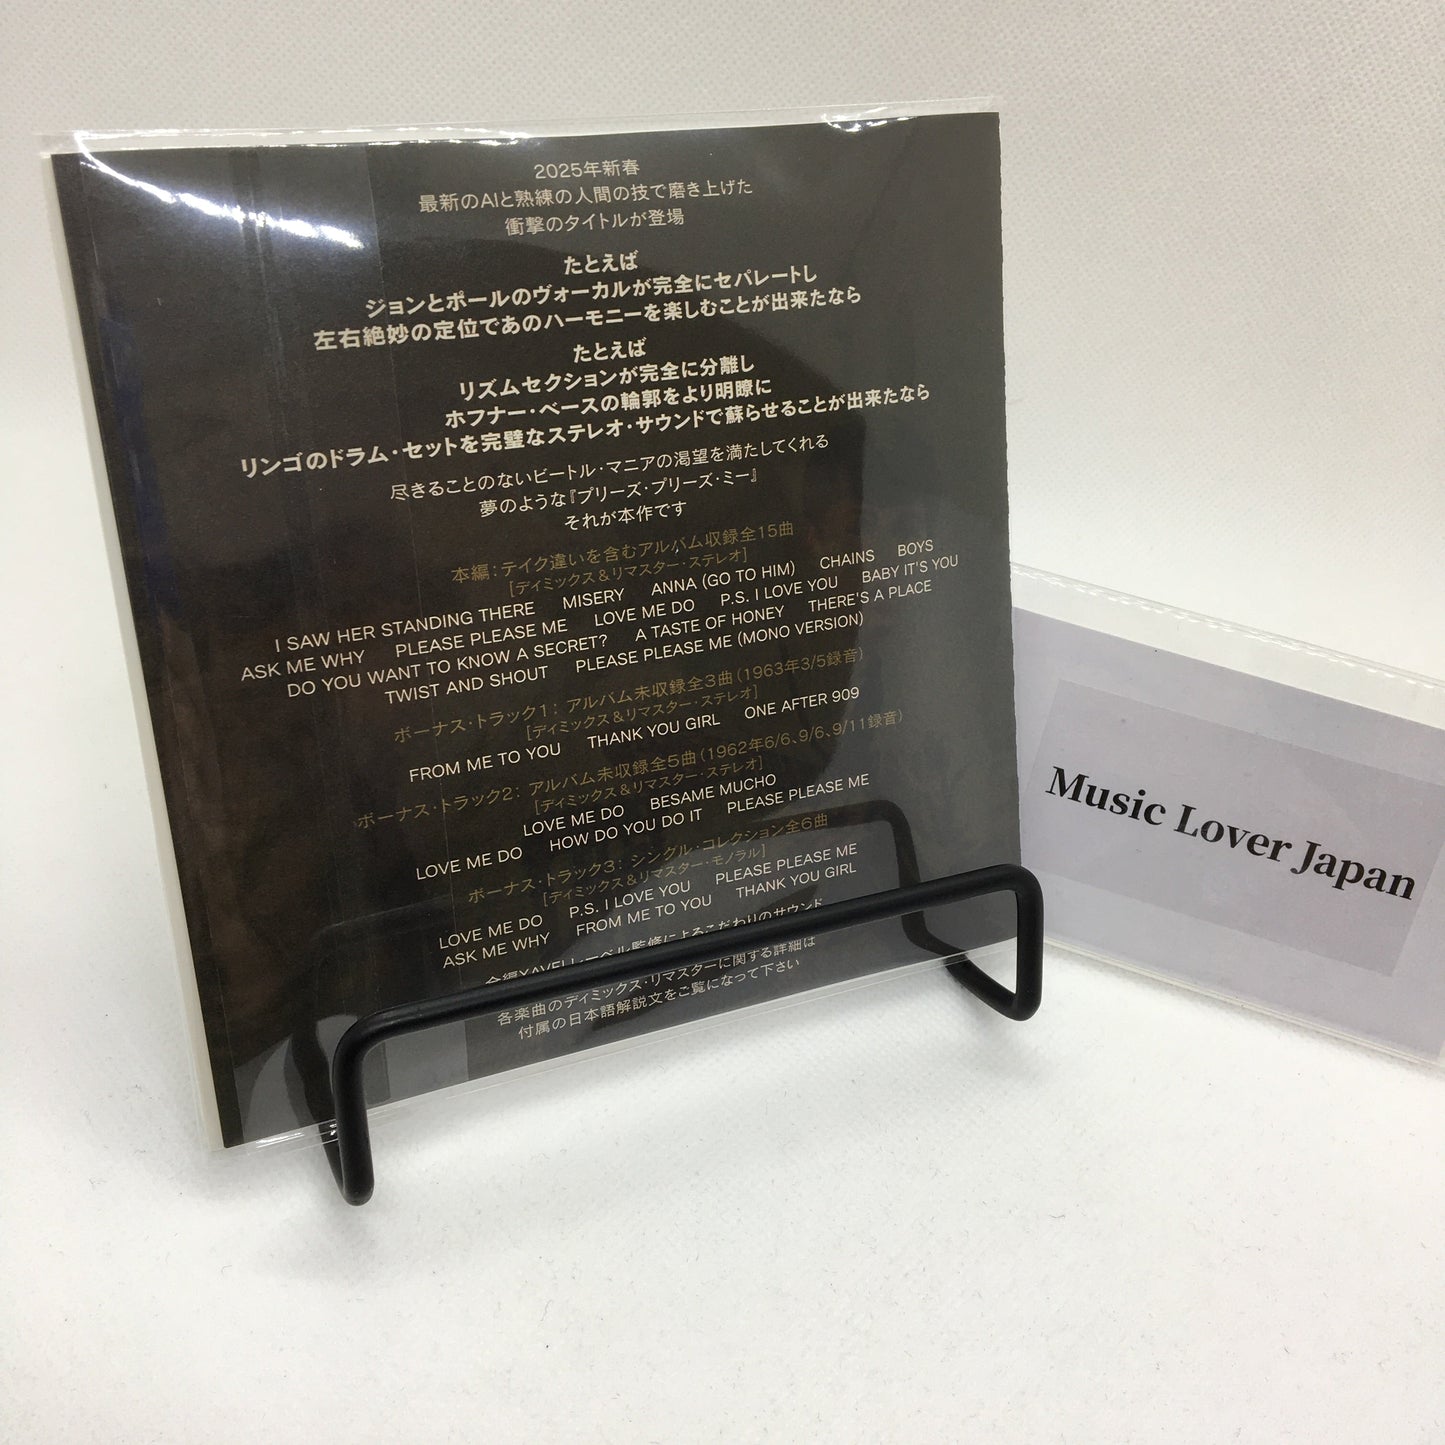 2025年新春
最新のAIと熟練の人間の技で磨き上げた
衝撃のタイトルが登場
たとえば
ジョンとポールのヴォーカルが完全にセパレートし
左右絶妙の定位であのハーモニーを楽しむことが出来たなら
たとえば
リズムセクションが完全に分離し
ホフナー・ベースの輪郭をより明瞭に
リンゴのドラム・セットを完璧なステレオ・サウンドで蘇らせることが出来たなら
尽きることのないビートル・マニアの渇望を満たしてくれる
夢のような『プリーズ・プリーズ・ミー』
それが本作です
本編：テイク違いを含むアルバム収録全15曲
[ディミックス＆リマスター・ステレオ]
I SAW HER STANDING THERE MISERY ANNA (GO TO HIM) CHAINS BOYS
ASK ME WHY PLEASE PLEASE ME LOVE ME DO P.S. I LOVE YOU BABY IT'S YOU
DO YOU WANT TO KNOW A SECRET? A TASTE OF HONEY THERE'S A PLACE
TWIST AND SHOUT PLEASE PLEASE ME (MONO VERSION)
ボーナス・トラック1：アルバム未収録全3曲（1963年3/5録音）
[ディミックス＆リマスター・ステレオ]
FROM ME TO YOU THANK YOU GIRL ONE AFTER 909
ボーナス・トラック2：アルバム未収録全5曲（1962年6/6、9/6、9/11録音）
[ディミックス＆リマスター・ステレオ]
LOVE ME DO BESAME MUCHO
LOVE ME DO HOW DO YOU DO IT PLEASE PLEASE ME
ボーナス・トラック3：シングル・コレクション全6曲
[ディミックス＆リマスター・モノラル]
LOVE ME DO P.S. I LOVE YOU PLEASE PLEASE ME
ASK ME WHY FROM ME TO YOU THANK YOU GIRL
レーベル監修によるこだわりのサウンド
各楽曲のディミックス・リマスターに関する詳細は
付属の日本語解説文をご覧になって下さい
Music Lover Japan